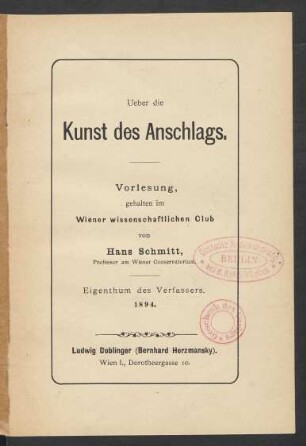 Ueber die
Kunst des Anschlags.
Vorlesung,
gehalten im
Wiener wissenschaftlichen Club
von
Hans Schmitt,
Professor am Wiener Conservatorium.
Eigenthum des Verfassers.
1894.
Ludwig Doblinger (Bernhard Herzmansky).
Wien I., Dorotheergasse 10.
BERLIN